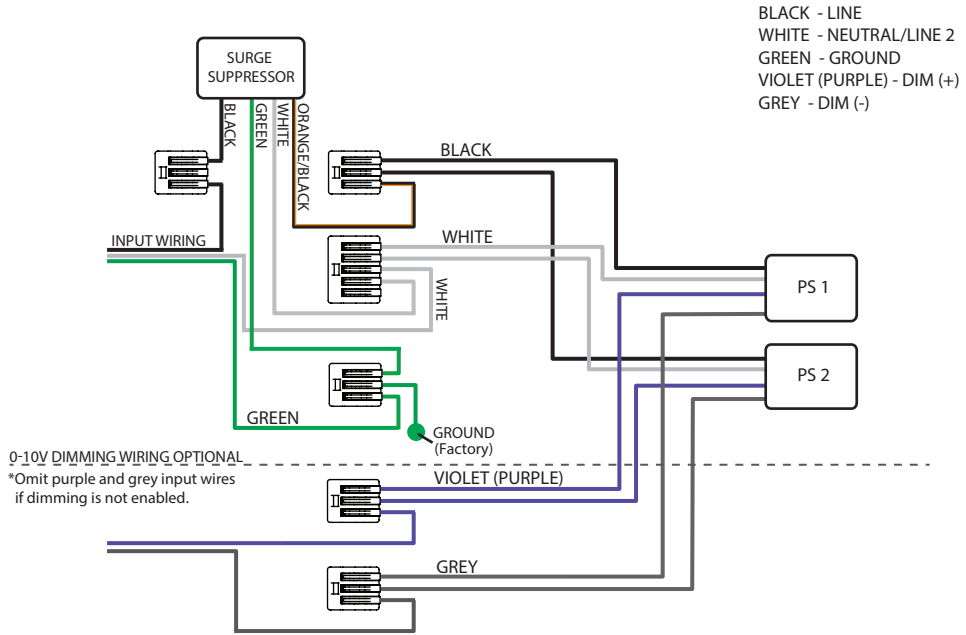 BLACK - LINE
WHITE - NEUTRAL/LINE 2
GREEN - GROUND
VIOLET (PURPLE) - DIM (+)
GREY - DIM (-)
SURGE
SUPPRESSOR
BLACK
GREEN
WHITE
ORANGE/BLACK
BLACK
INPUT WIRING
WHITE
WHITE
PS 1
PS 2
GREEN
GROUND
(Factory)
0-10V DIMMING WIRING OPTIONAL
*Omit purple and grey input wires
if dimming is not enabled.
VIOLET (PURPLE)
GREY